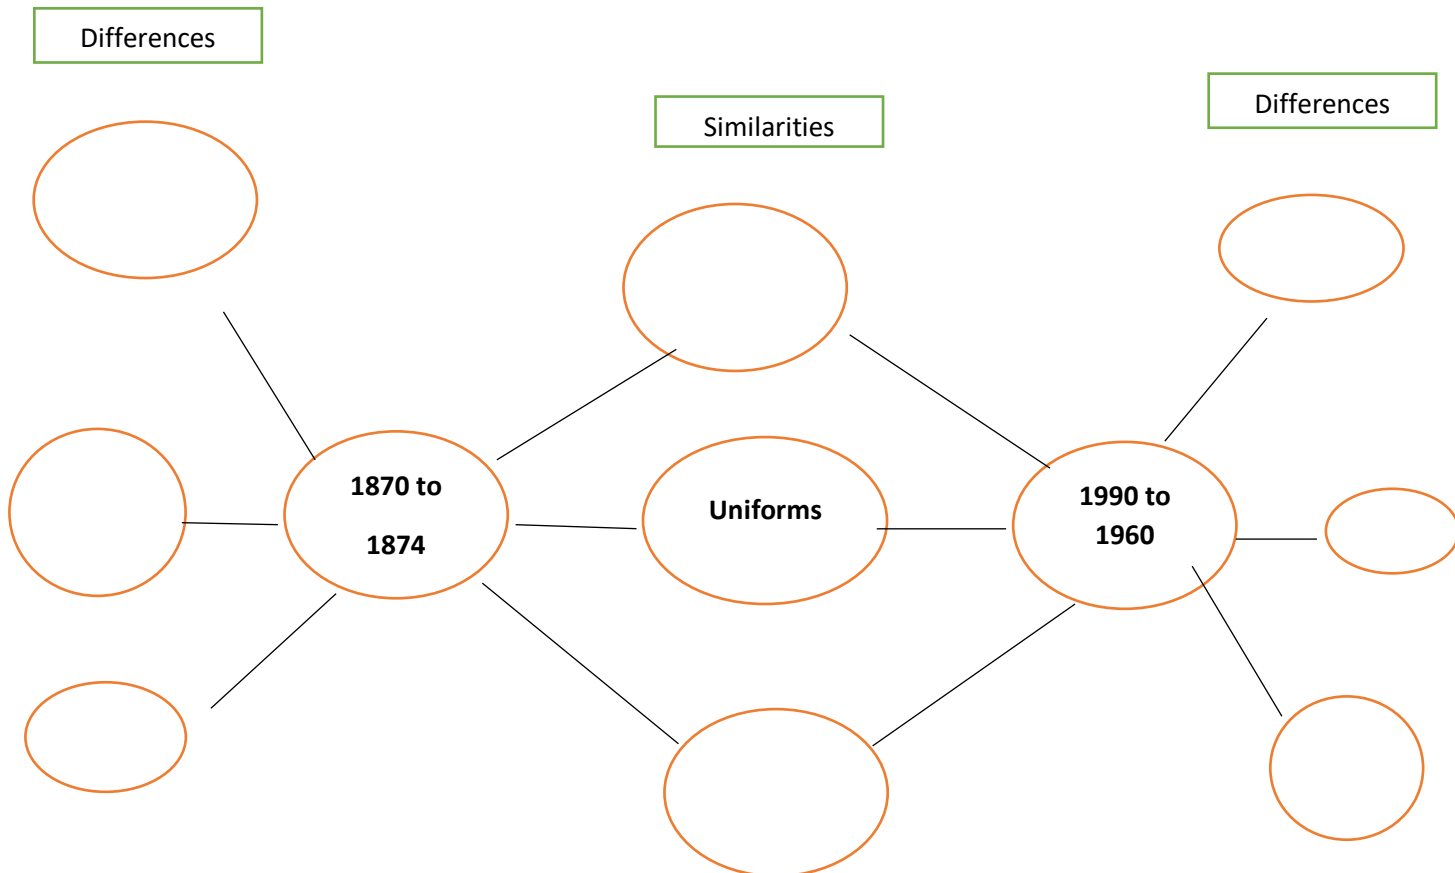 Differences
Similarities
Differences
1870 to
1874
Uniforms
1990 to
1960